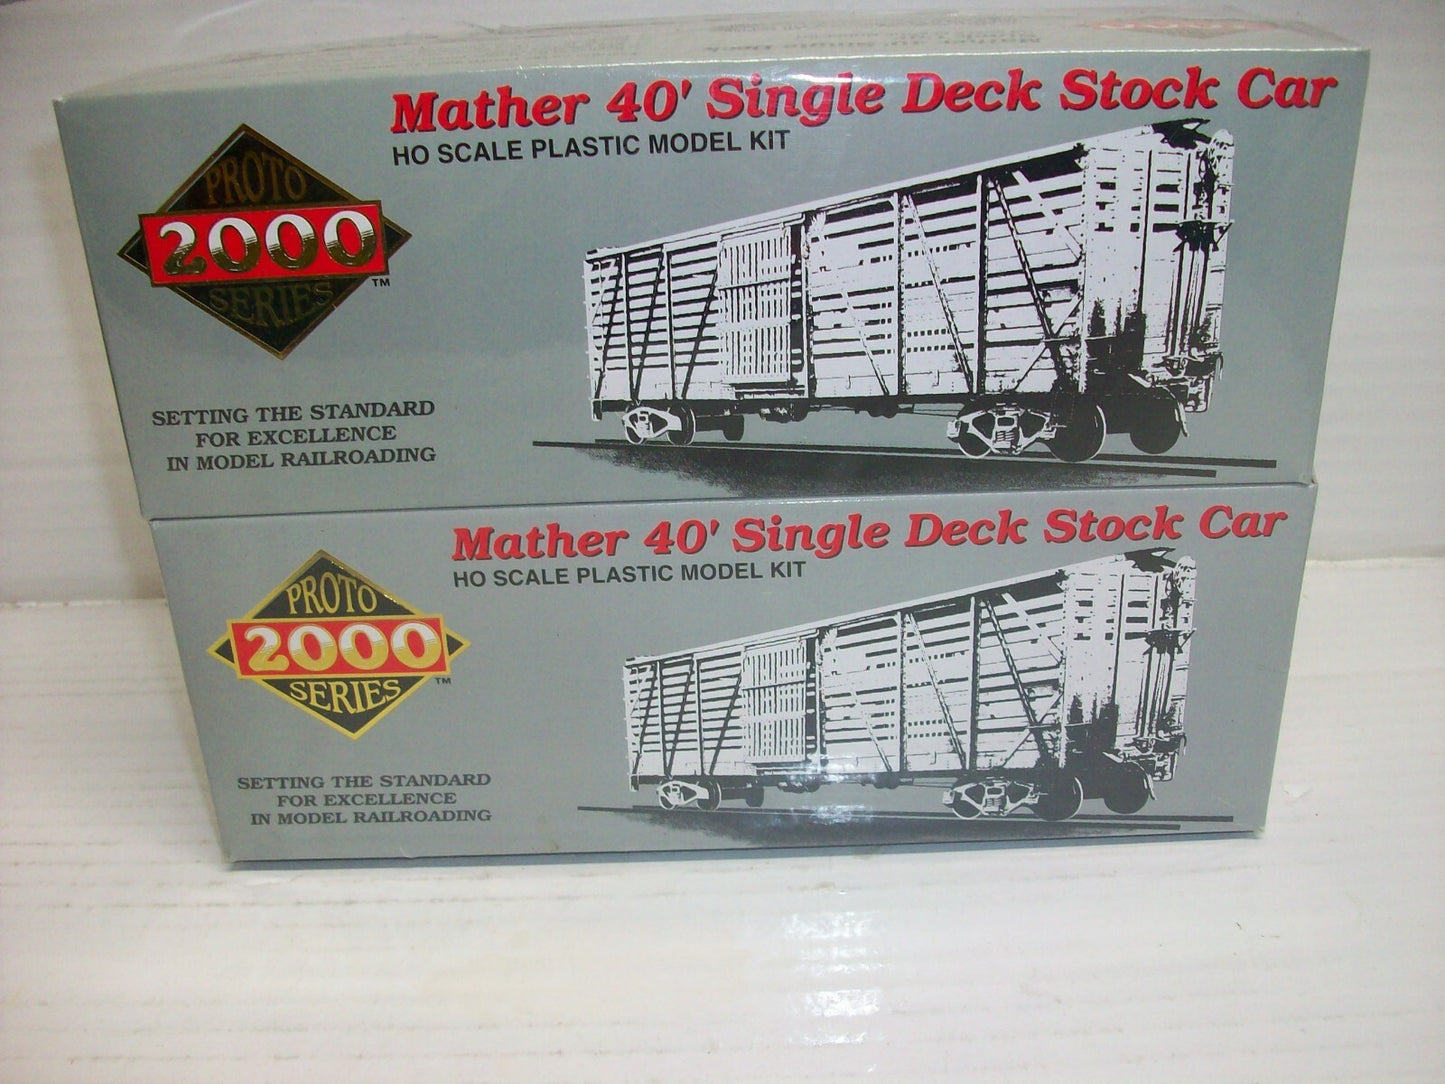 Mather 40' Single Deck Stock Car
HO SCALE PLASTIC MODEL KIT
PROTO
2000
SERIES
TM
SETTING THE STANDARD
FOR EXCELLENCE
IN MODEL RAILROADING
Mather 40' Single Deck Stock Car
HO SCALE PLASTIC MODEL KIT
PROTO
2000
SERIES
TM
SETTING THE STANDARD
FOR EXCELLENCE
IN MODEL RAILROADING